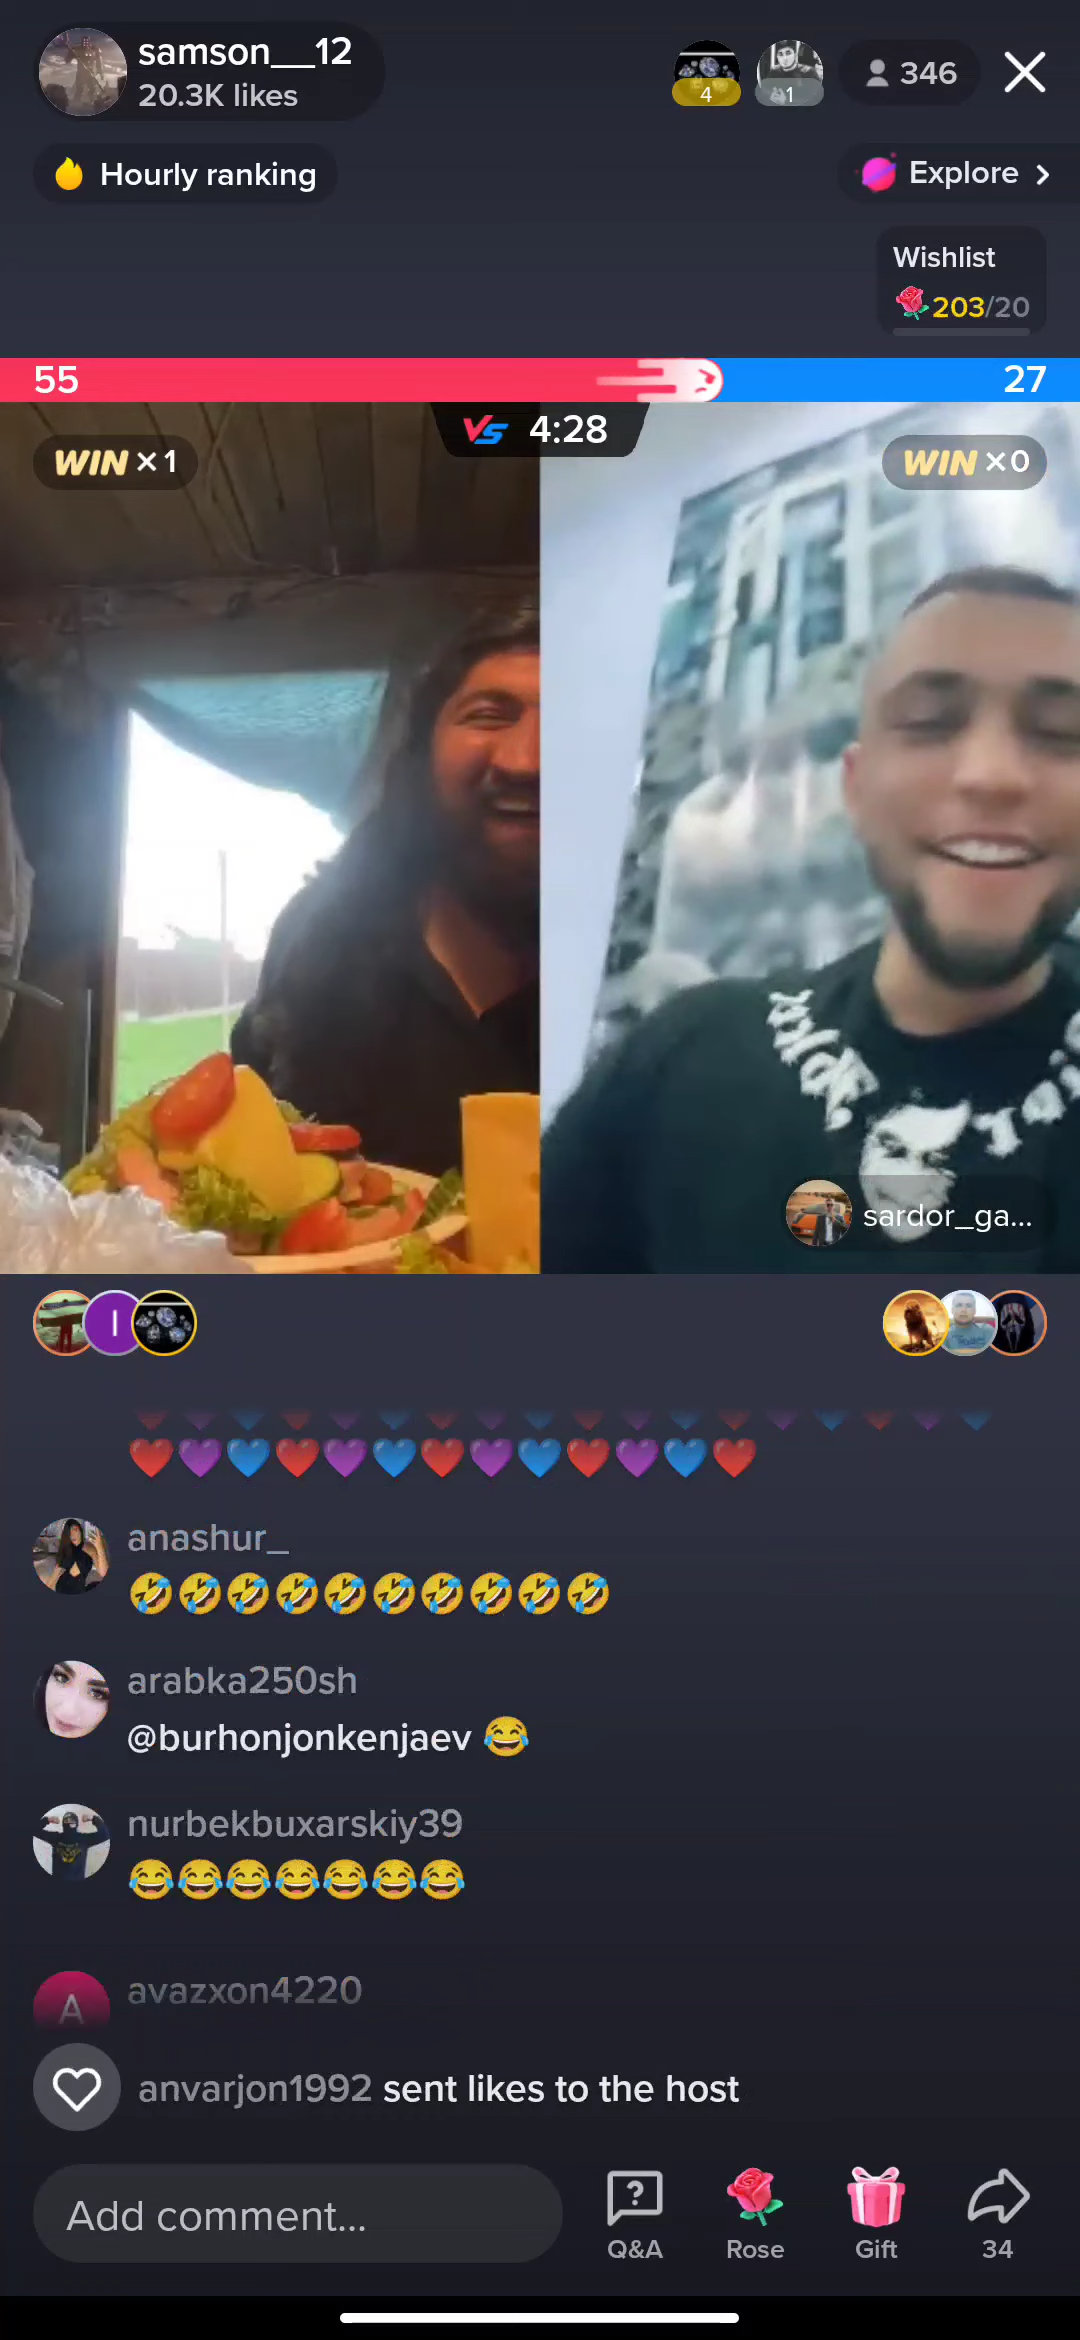 samson__12
20.3K likes
4
1
346
Hourly ranking
Explore
Wishlist
203/20
55
27
VS 4:28
WIN ×1
WIN ×0
sardor_ga...
I
anashur_
🤣🤣🤣🤣🤣🤣🤣🤣🤣🤣
arabka250sh
@burhonjonkenjaev 😂
nurbekbuxarskiy39
😂😂😂😂😂😂😂
avazxon4220
A
anvarjon1992 sent likes to the host
Add comment...
Q&A
Rose
Gift
34